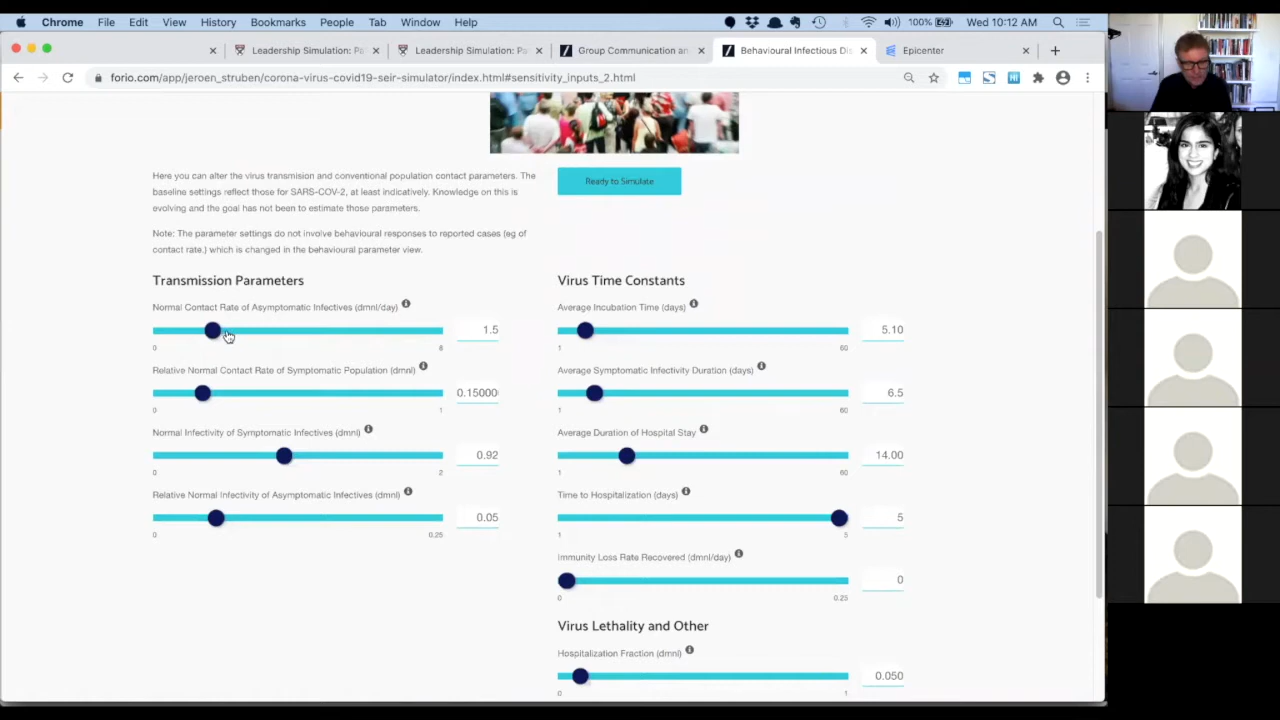 Chrome File Edit View History Bookmarks People Tab Window Help 100% Wed 10:12 AM
Leadership Simulation: Pa Leadership Simulation: Pa Group Communication an Behavioural Infectious Dis Epicenter
forio.com/app/jeroen_struben/corona-virus-covid19-seir-simulator/index.html#sensitivity_inputs_2.html
Here you can alter the virus transmision and conventional population contact parameters. The
baseline settings reflect those for SARS-COV-2, at least indicatively. Knowledge on this is
evolving and the goal has not been to estimate those parameters.
Ready to Simulate
Note: The parameter settings do not involve behavioural responses to reported cases (eg of
contact rate.) which is changed in the behavioural parameter view.
Transmission Parameters
Normal Contact Rate of Asymptomatic Infectives (dmnl/day)
1.5
0 8
Relative Normal Contact Rate of Symptomatic Population (dmnl)
0.15000
0 1
Normal Infectivity of Symptomatic Infectives (dmnl)
0.92
0 2
Relative Normal Infectivity of Asymptomatic Infectives (dmnl)
0.05
0 0.25
Virus Time Constants
Average Incubation Time (days)
5.10
1 60
Average Symptomatic Infectivity Duration (days)
6.5
1 60
Average Duration of Hospital Stay
14.00
1 60
Time to Hospitalization (days)
5
1 5
Immunity Loss Rate Recovered (dmnl/day)
0
0 0.25
Virus Lethality and Other
Hospitalization Fraction (dmnl)
0.050
0 1